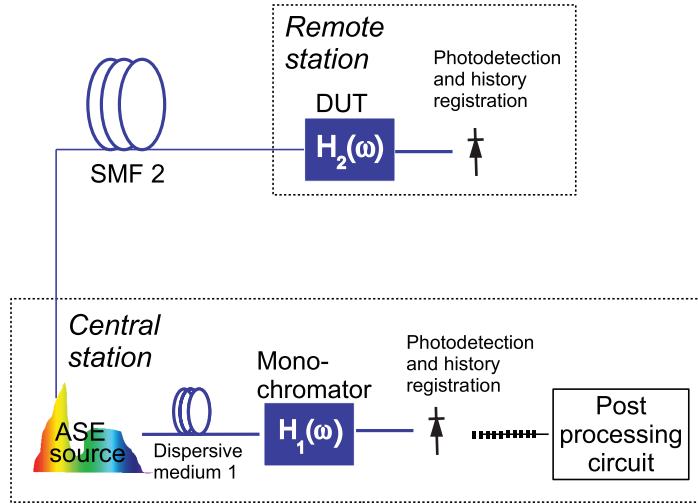 Remote
station
Photodetection
and history
registration
DUT
H2(ω)
SMF 2
Central
station
Photodetection
and history
registration
Mono-
chromator
ASE
source
H1(ω)
Dispersive
medium 1
Post
processing
circuit